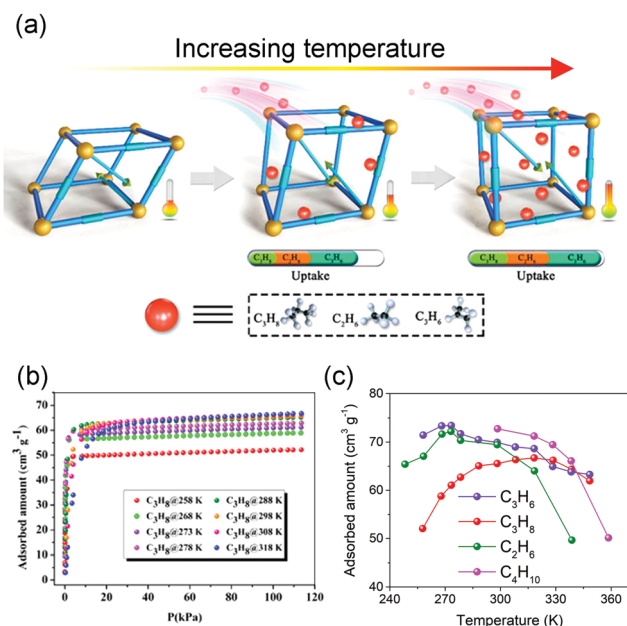 (a)
Increasing temperature
C₃H₈ C₂H₆ C₃H₆
Uptake
C₃H₈ C₂H₆ C₃H₆
Uptake
C₃H₈ C₂H₆ C₃H₆
(b)
Adsorbed amount (cm³ g⁻¹)
70
60
50
40
30
20
10
0
C₃H₈@258 K C₃H₈@288 K
C₃H₈@268 K C₃H₈@298 K
C₃H₈@273 K C₃H₈@308 K
C₃H₈@278 K C₃H₈@318 K
0 20 40 60 80 100 120
P(kPa)
(c)
Adsorbed amount (cm³ g⁻¹)
80
70
60
50
40
C₃H₆
C₃H₈
C₂H₆
C₄H₁₀
240 270 300 330 360
Temperature (K)